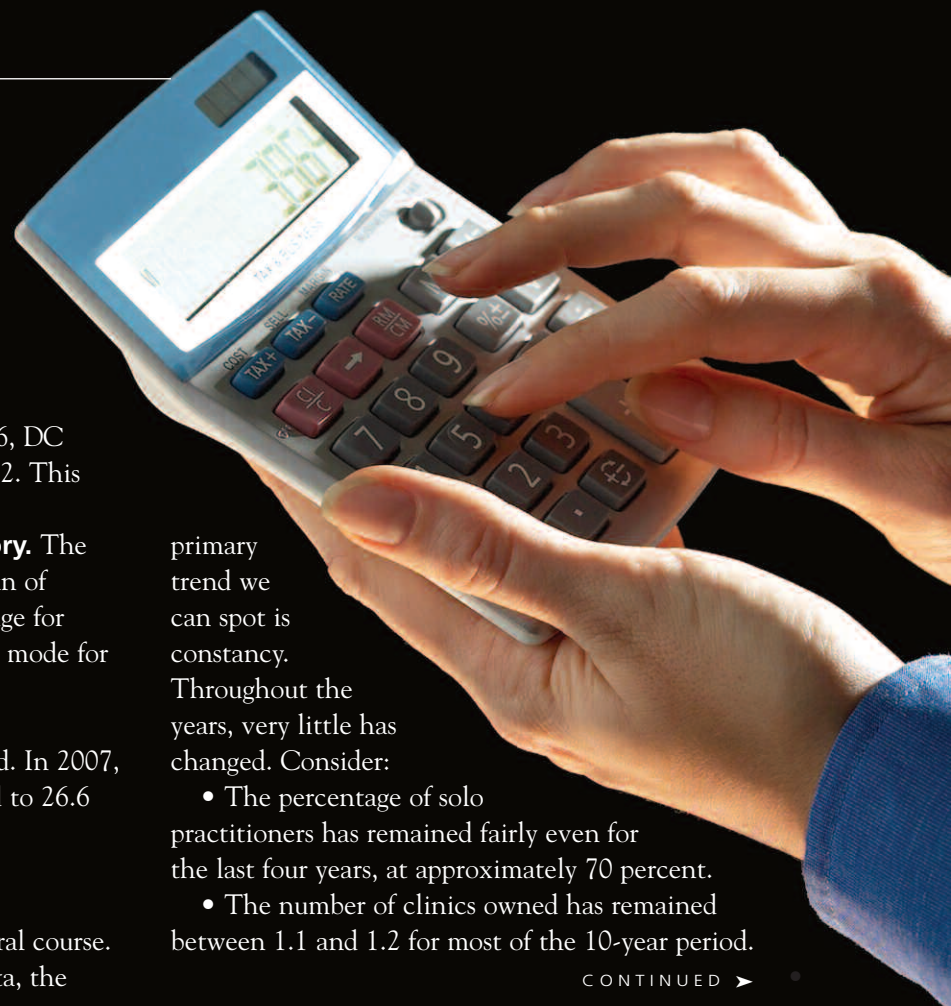 6, DC
2. This
ry. The
n of
ge for
mode for
d. In 2007,
l to 26.6
ral course.
ta, the
primary
trend we
can spot is
constancy.
Throughout the
years, very little has
changed. Consider:
• The percentage of solo
practitioners has remained fairly even for
the last four years, at approximately 70 percent.
• The number of clinics owned has remained
between 1.1 and 1.2 for most of the 10-year period.
CONTINUED ➤
COST SELL MARGIN
TAX+ TAX− RATE
CI/C → RM/CM
7 8 9 %±
5
2 3
.